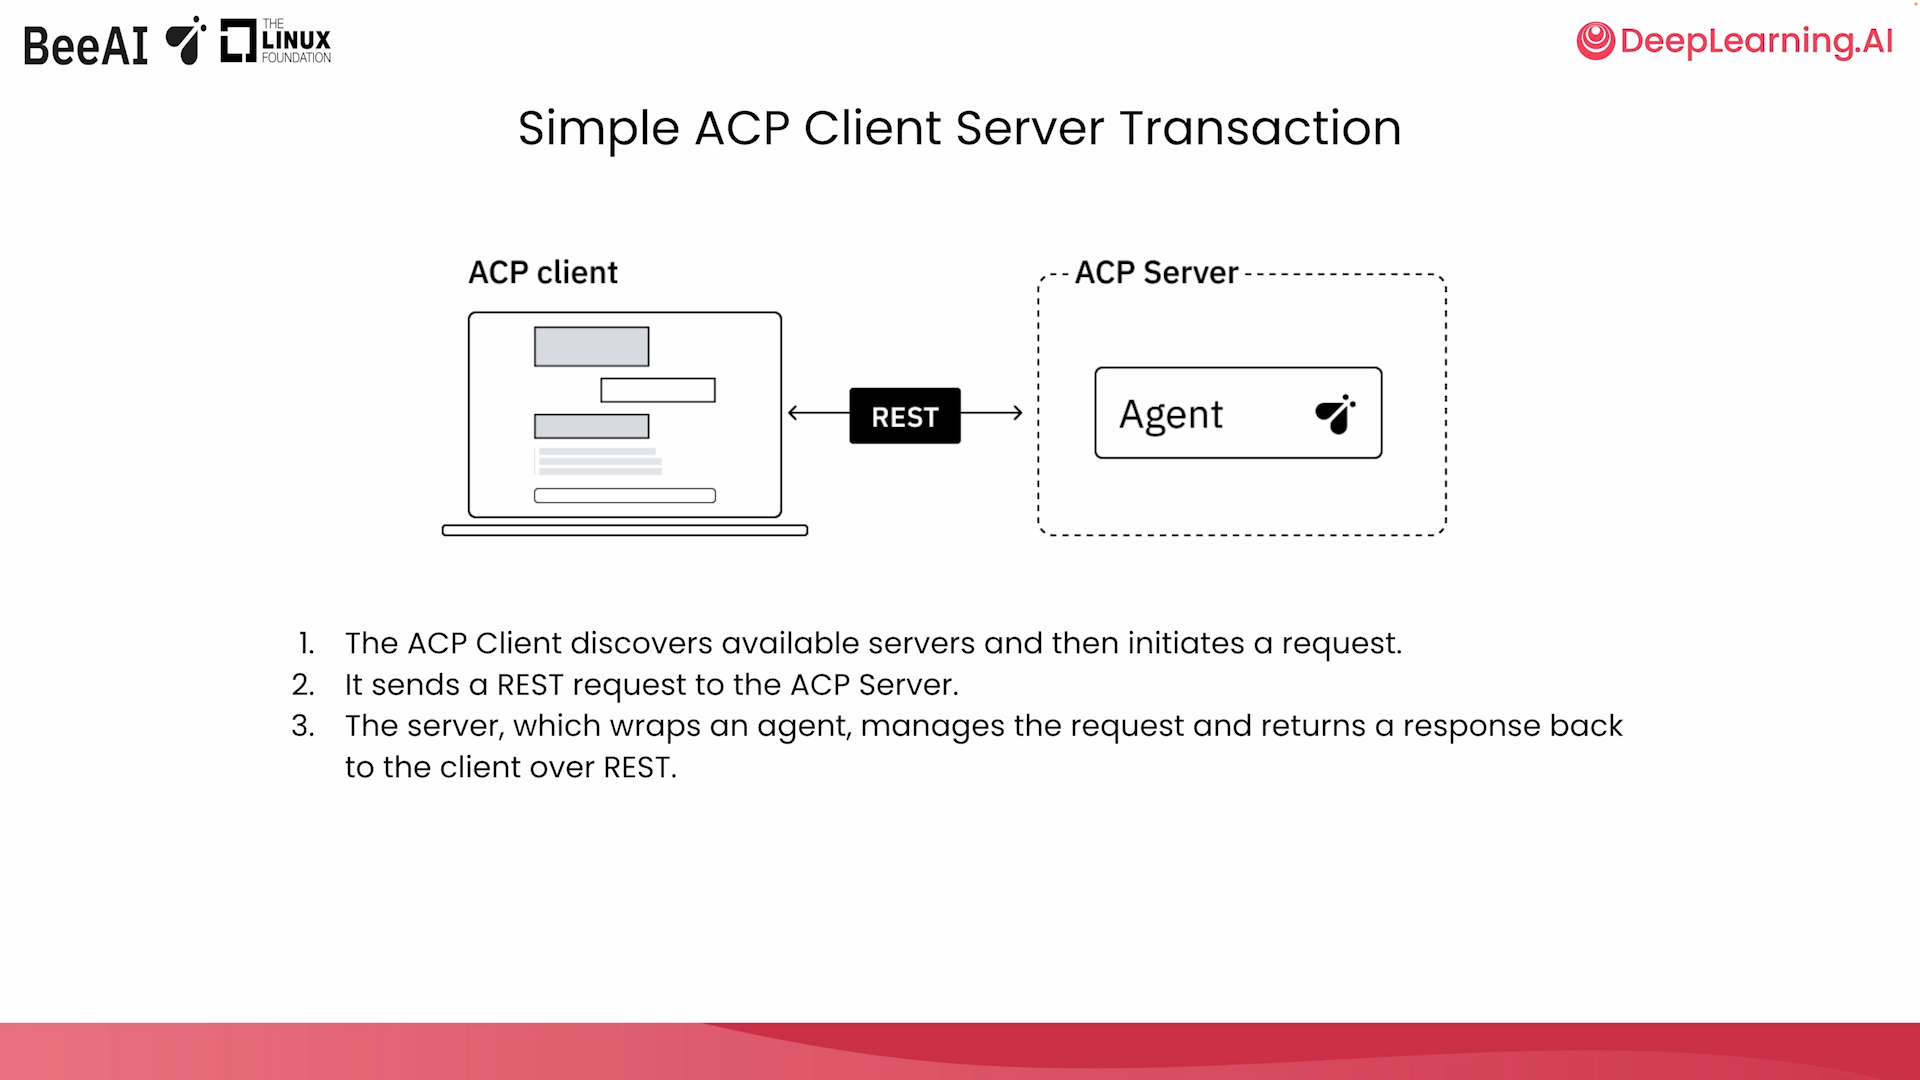 BeeAI
THE
LINUX
FOUNDATION
DeepLearning.AI
Simple ACP Client Server Transaction
ACP client
ACP Server
REST
Agent
1. The ACP Client discovers available servers and then initiates a request.
2. It sends a REST request to the ACP Server.
3. The server, which wraps an agent, manages the request and returns a response back
to the client over REST.